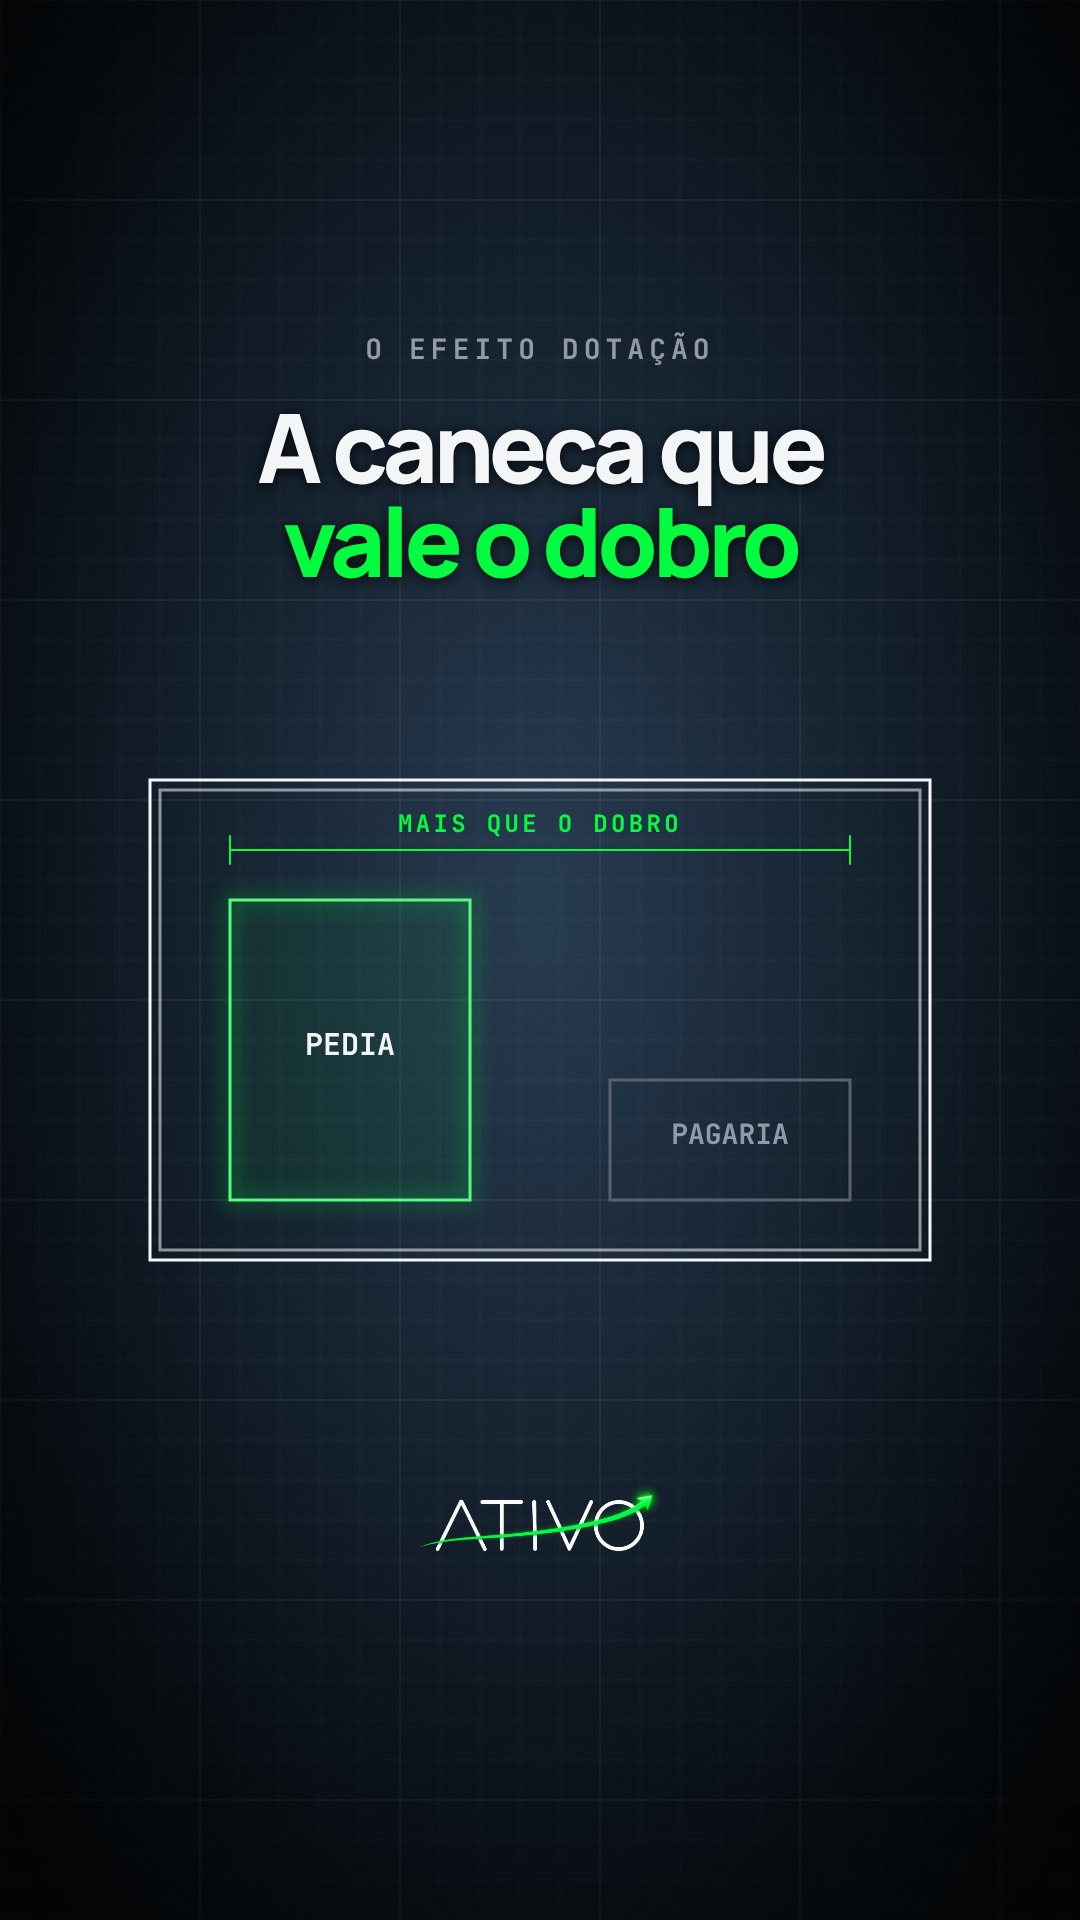 O EFEITO DOTAÇÃO
A caneca que
vale o dobro
MAIS QUE O DOBRO
PEDIA
PAGARIA
ATIVO